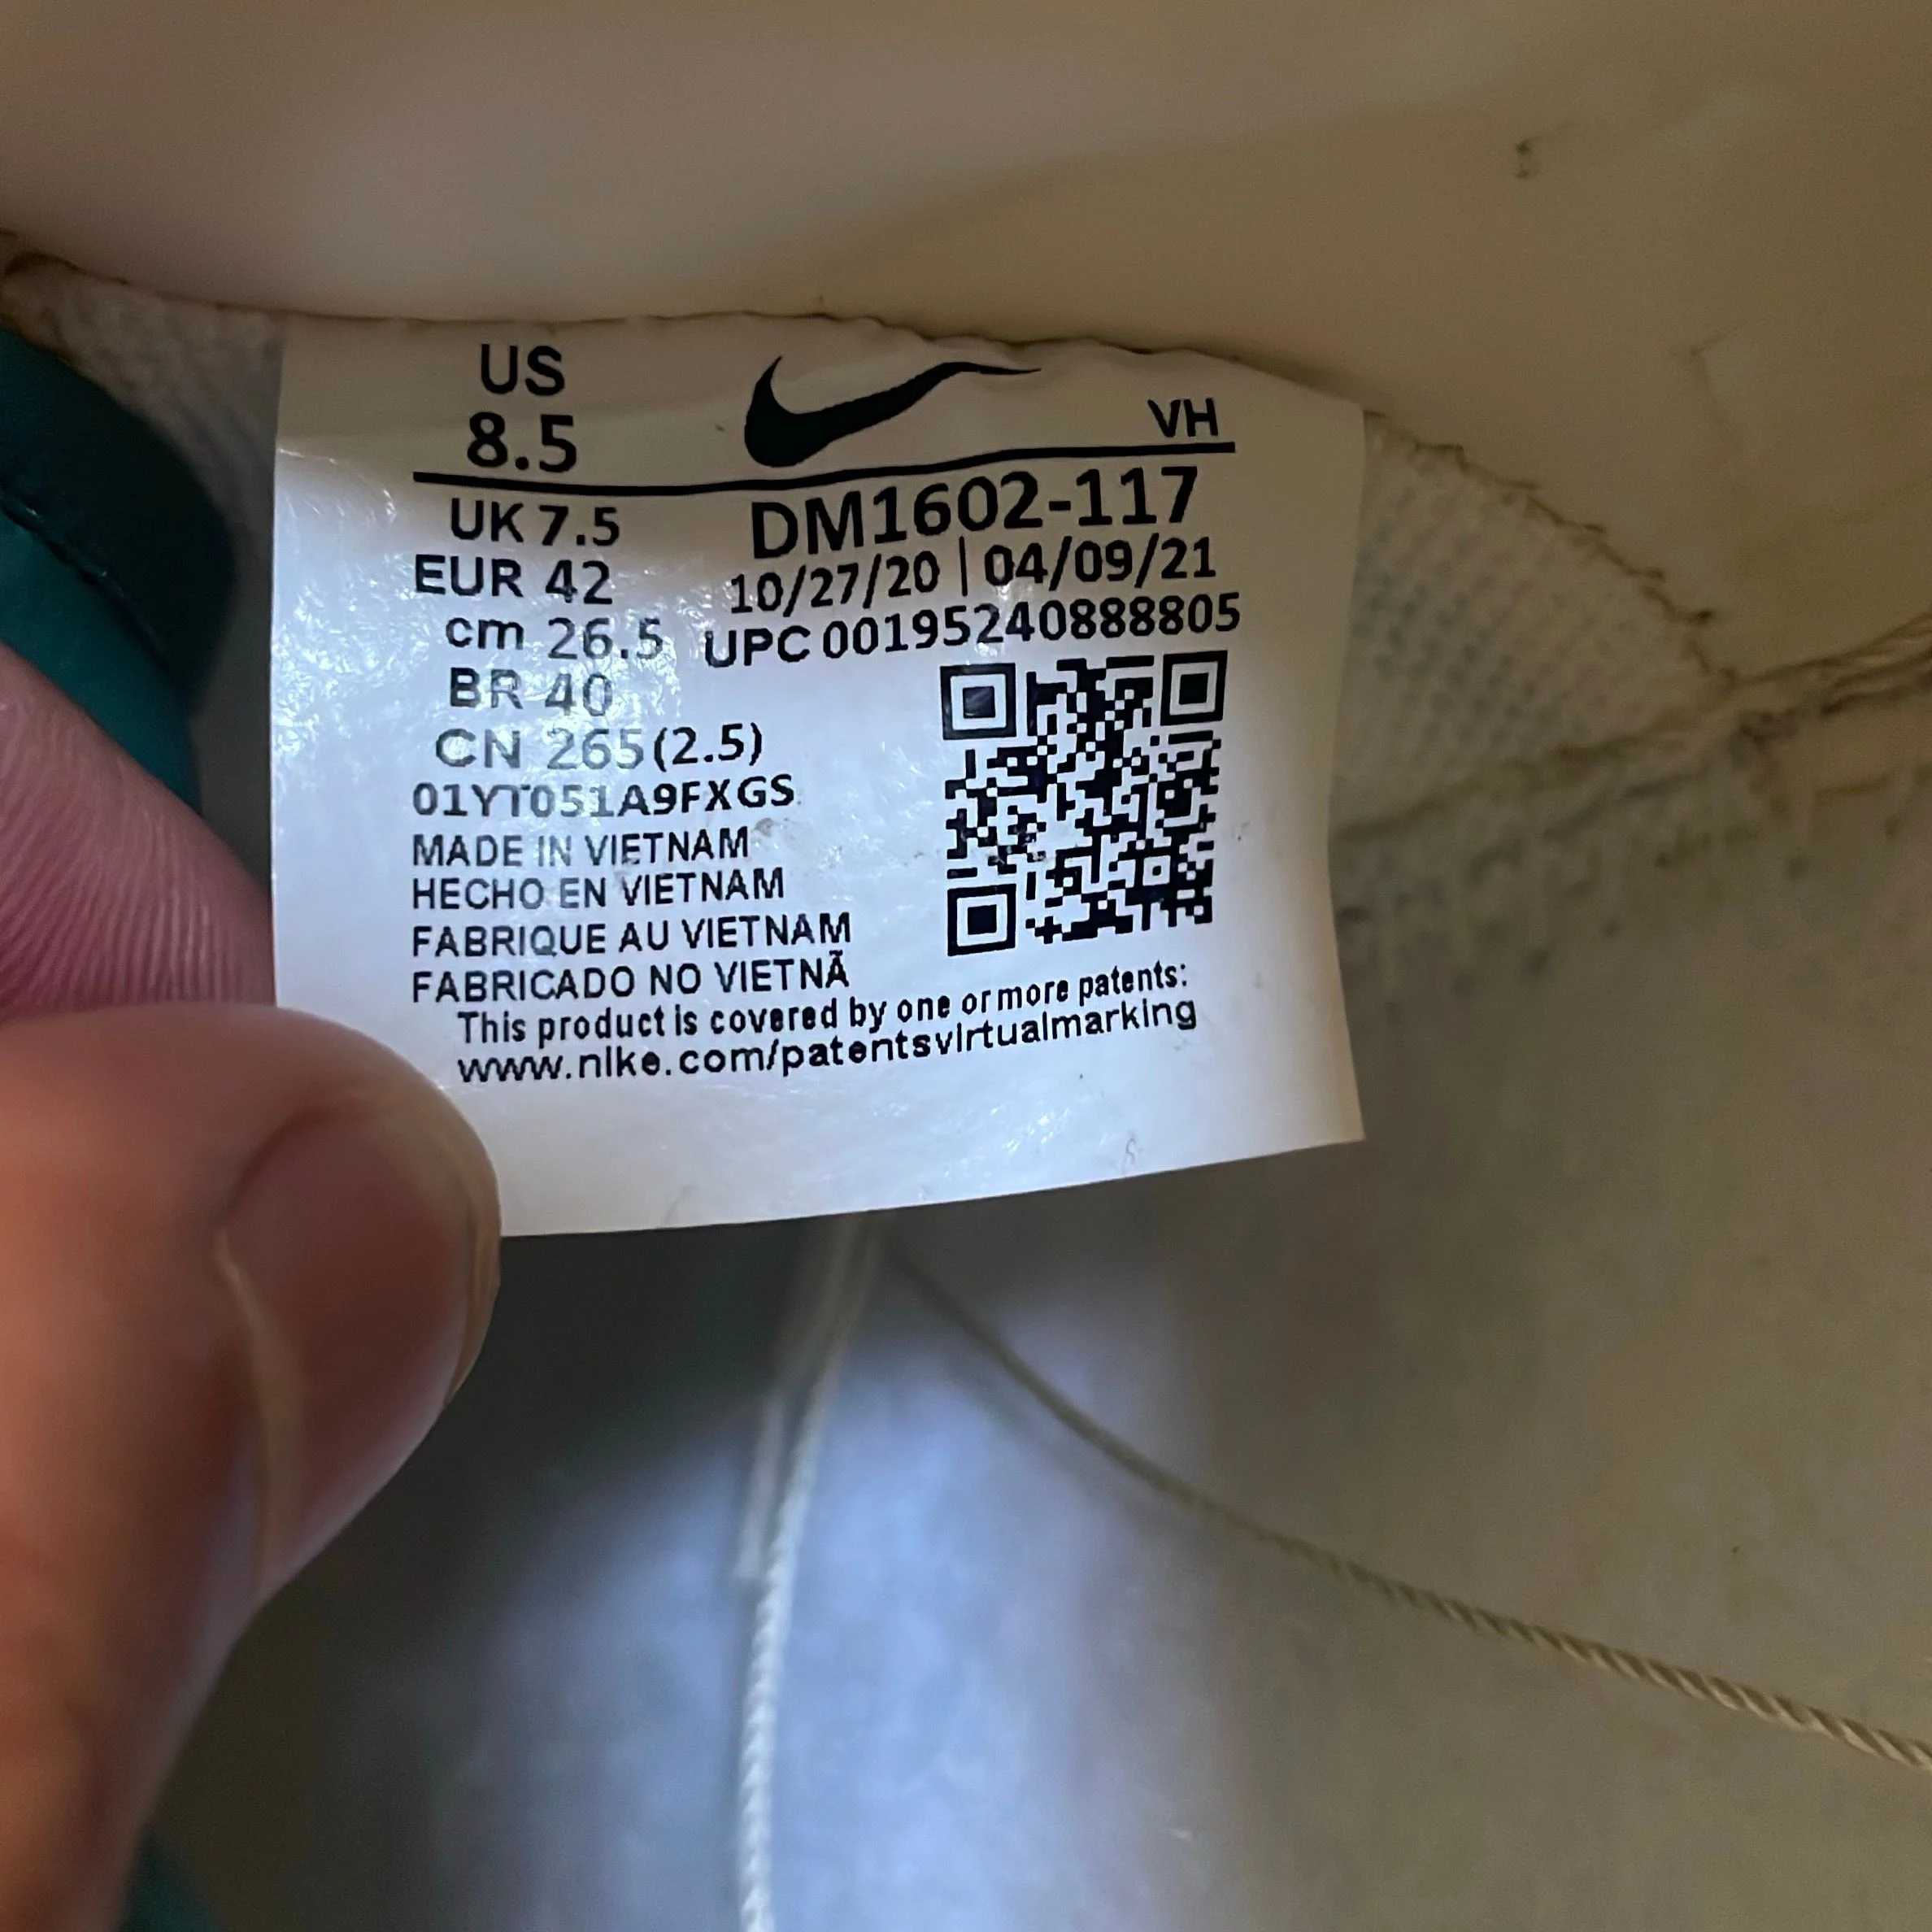 US
8.5
VH
UK 7.5
EUR 42
cm 26.5
BR 40
CN 265(2.5)
DM1602-117
10/27/20 | 04/09/21
UPC 00195240888805
01YT051A9FXGS
MADE IN VIETNAM
HECHO EN VIETNAM
FABRIQUE AU VIETNAM
FABRICADO NO VIETNÃ
This product is covered by one or more patents:
www.nike.com/patentsvirtualmarking